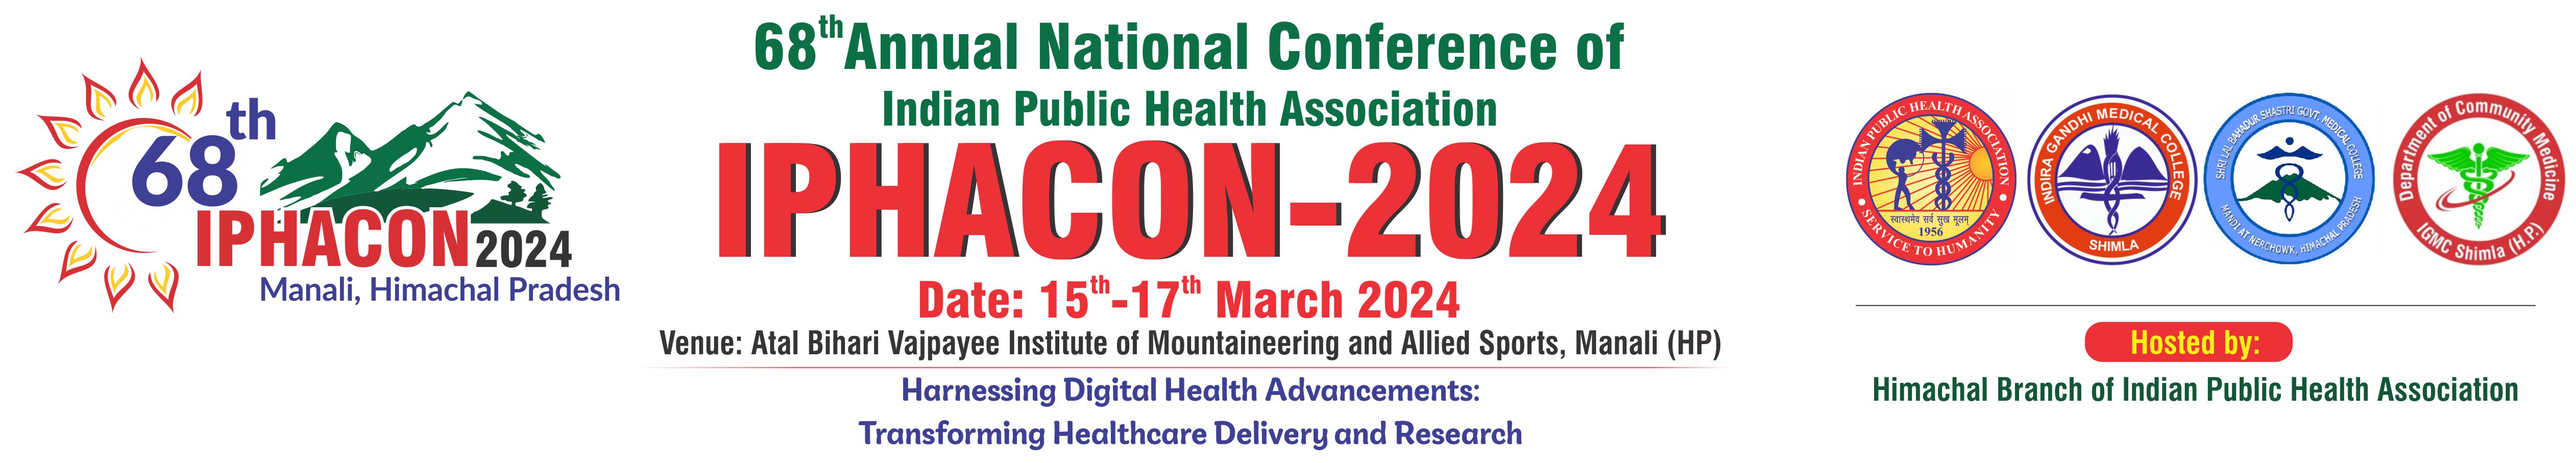 68th
IPHACON 2024
Manali, Himachal Pradesh
68th Annual National Conference of
Indian Public Health Association
IPHACON-2024
Date: 15th-17th March 2024
Venue: Atal Bihari Vajpayee Institute of Mountaineering and Allied Sports, Manali (HP)
Harnessing Digital Health Advancements:
Transforming Healthcare Delivery and Research
INDIAN PUBLIC HEALTH ASSOCIATION
स्वास्थमेव सर्व सुख मूलम्
1956
• SERVICE TO HUMANITY •
INDIRA GANDHI MEDICAL COLLEGE
SHIMLA
SHRI LAL BAHADUR SHASTRI GOVT. MEDICAL COLLEGE
MANDI AT NERCHOWK, HIMACHAL PRADESH
Department of Community Medicine
IGMC Shimla (H.P.)
Hosted by:
Himachal Branch of Indian Public Health Association